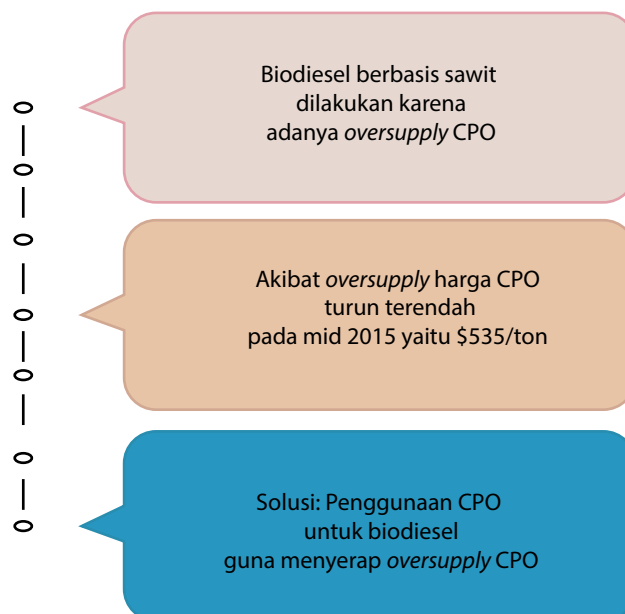 Biodiesel berbasis sawit
dilakukan karena
adanya oversupply CPO
Akibat oversupply harga CPO
turun terendah
pada mid 2015 yaitu $535/ton
Solusi: Penggunaan CPO
untuk biodiesel
guna menyerap oversupply CPO